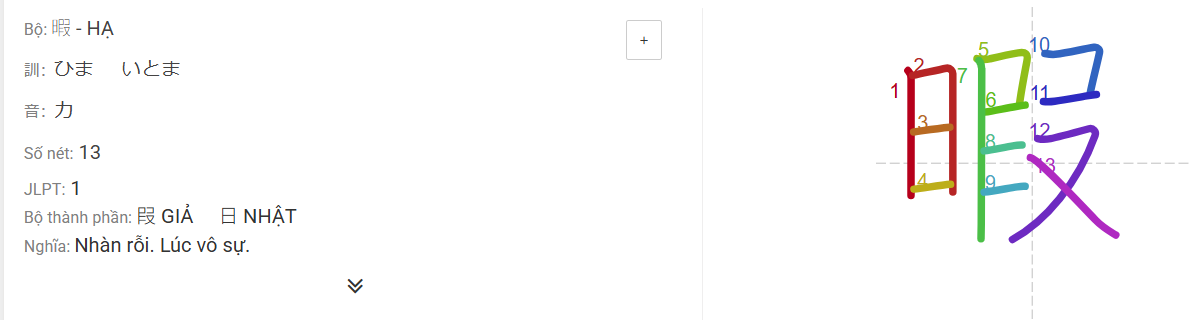 Bộ: 暇 - HẠ
+
訓: ひま いとま
音: カ
Số nét: 13
JLPT: 1
Bộ thành phần: 叚 GIẢ 日 NHẬT
Nghĩa: Nhàn rỗi. Lúc vô sự.
暇
1
2
3
4
5
6
7
8
9
10
11
12
13